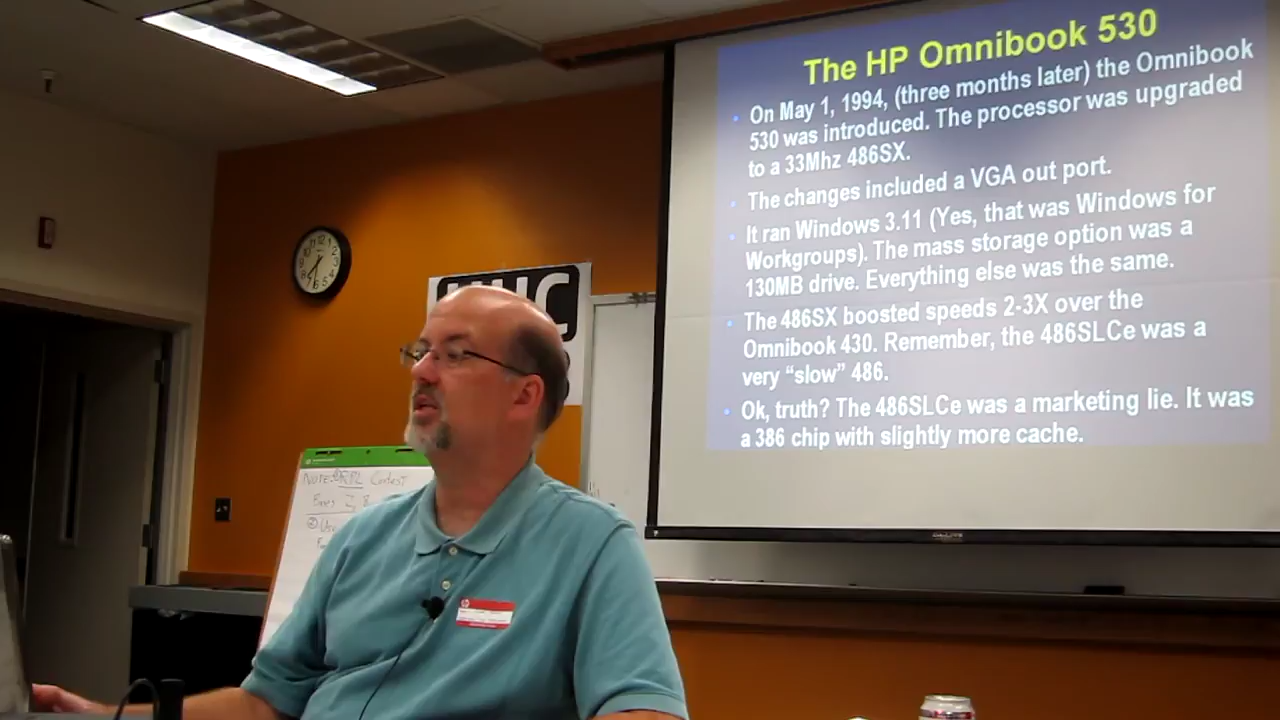 The HP Omnibook 530
On May 1, 1994, (three months later) the Omnibook
530 was introduced. The processor was upgraded
to a 33Mhz 486SX.
The changes included a VGA out port.
It ran Windows 3.11 (Yes, that was Windows for
Workgroups). The mass storage option was a
130MB drive. Everything else was the same.
The 486SX boosted speeds 2-3X over the
Omnibook 430. Remember, the 486SLCe was a
very “slow” 486.
Ok, truth? The 486SLCe was a marketing lie. It was
a 386 chip with slightly more cache.
Contest